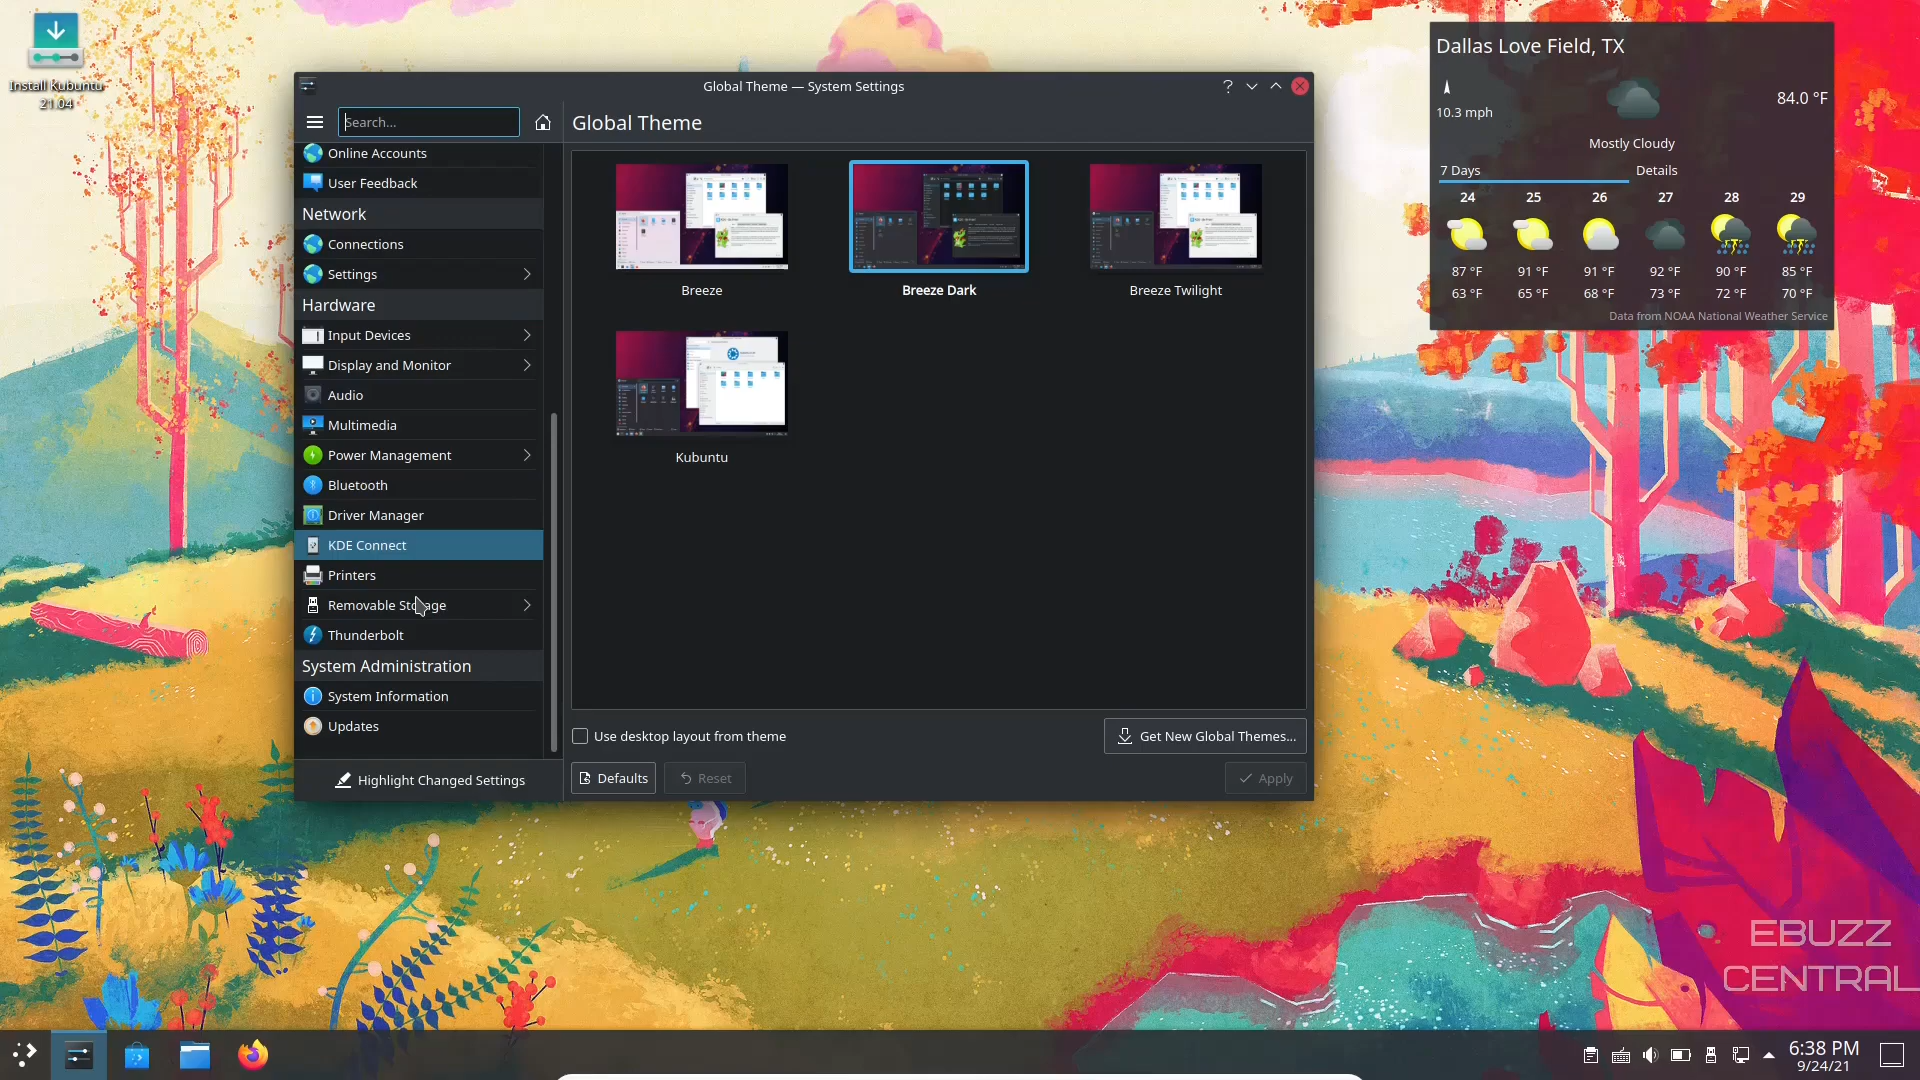 Install Kubuntu
21.04
Global Theme — System Settings
Search...
Global Theme
Online Accounts
User Feedback
Network
Connections
Settings
Hardware
Input Devices
Display and Monitor
Audio
Multimedia
Power Management
Bluetooth
Driver Manager
KDE Connect
Printers
Removable Storage
Thunderbolt
System Administration
System Information
Updates
Highlight Changed Settings
Breeze
Breeze Dark
Breeze Twilight
Kubuntu
Use desktop layout from theme
Get New Global Themes...
Defaults
Reset
Apply
Dallas Love Field, TX
10.3 mph
84.0 °F
Mostly Cloudy
7 Days
Details
24 25 26 27 28 29
87 °F 91 °F 91 °F 92 °F 90 °F 85 °F
63 °F 65 °F 68 °F 73 °F 72 °F 70 °F
Data from NOAA National Weather Service
EBUZZ
CENTRAL
6:38 PM
9/24/21